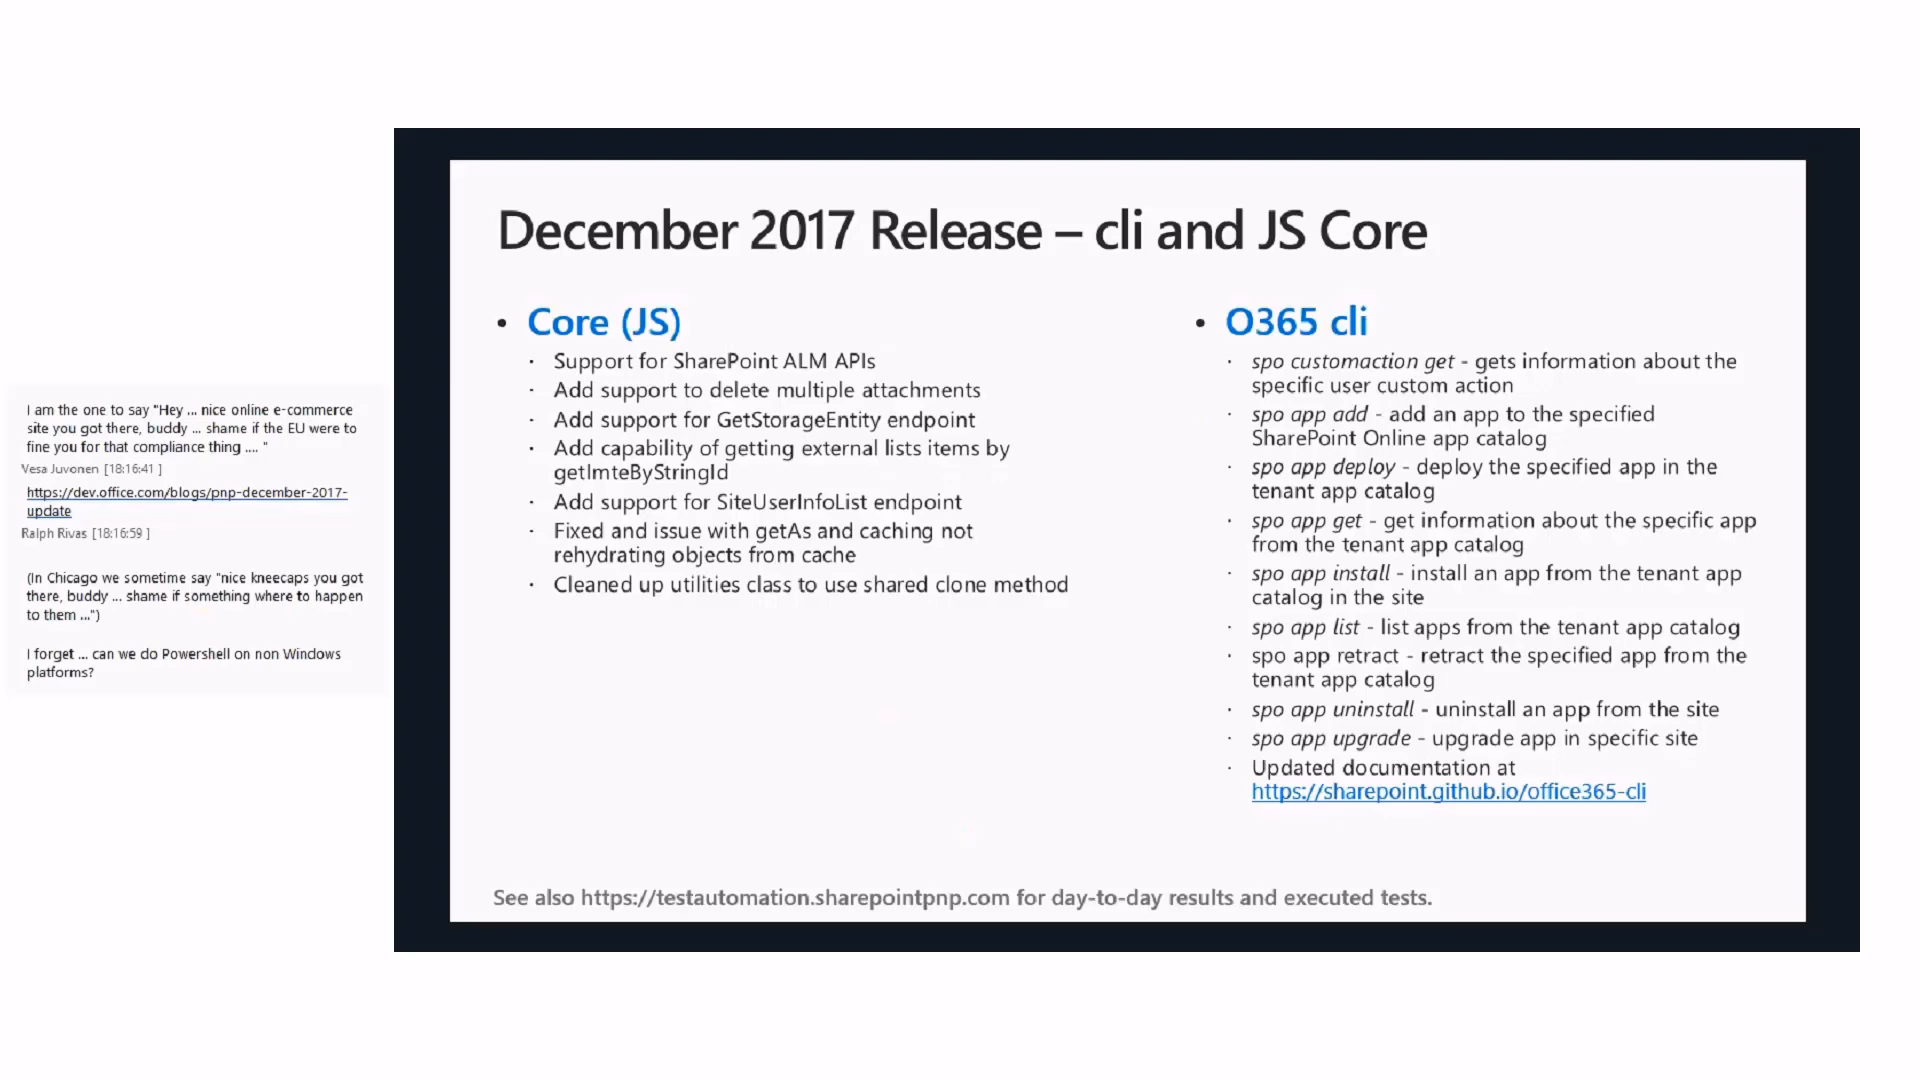 I am the one to say "Hey ... nice online e-commerce
site you got there, buddy ... shame if the EU were to
fine you for that compliance thing .... "
Vesa Juvonen [18:16:41 ]
https://dev.office.com/blogs/pnp-december-2017-
update
Ralph Rivas [18:16:59 ]
(In Chicago we sometime say "nice kneecaps you got
there, buddy ... shame if something where to happen
to them ...")
I forget ... can we do Powershell on non Windows
platforms?
December 2017 Release – cli and JS Core
• Core (JS)
· Support for SharePoint ALM APIs
· Add support to delete multiple attachments
· Add support for GetStorageEntity endpoint
· Add capability of getting external lists items by
getImteByStringId
· Add support for SiteUserInfoList endpoint
· Fixed and issue with getAs and caching not
rehydrating objects from cache
· Cleaned up utilities class to use shared clone method
• O365 cli
· spo customaction get - gets information about the
specific user custom action
· spo app add - add an app to the specified
SharePoint Online app catalog
· spo app deploy - deploy the specified app in the
tenant app catalog
· spo app get - get information about the specific app
from the tenant app catalog
· spo app install - install an app from the tenant app
catalog in the site
· spo app list - list apps from the tenant app catalog
· spo app retract - retract the specified app from the
tenant app catalog
· spo app uninstall - uninstall an app from the site
· spo app upgrade - upgrade app in specific site
· Updated documentation at
https://sharepoint.github.io/office365-cli
See also https://testautomation.sharepointpnp.com for day-to-day results and executed tests.